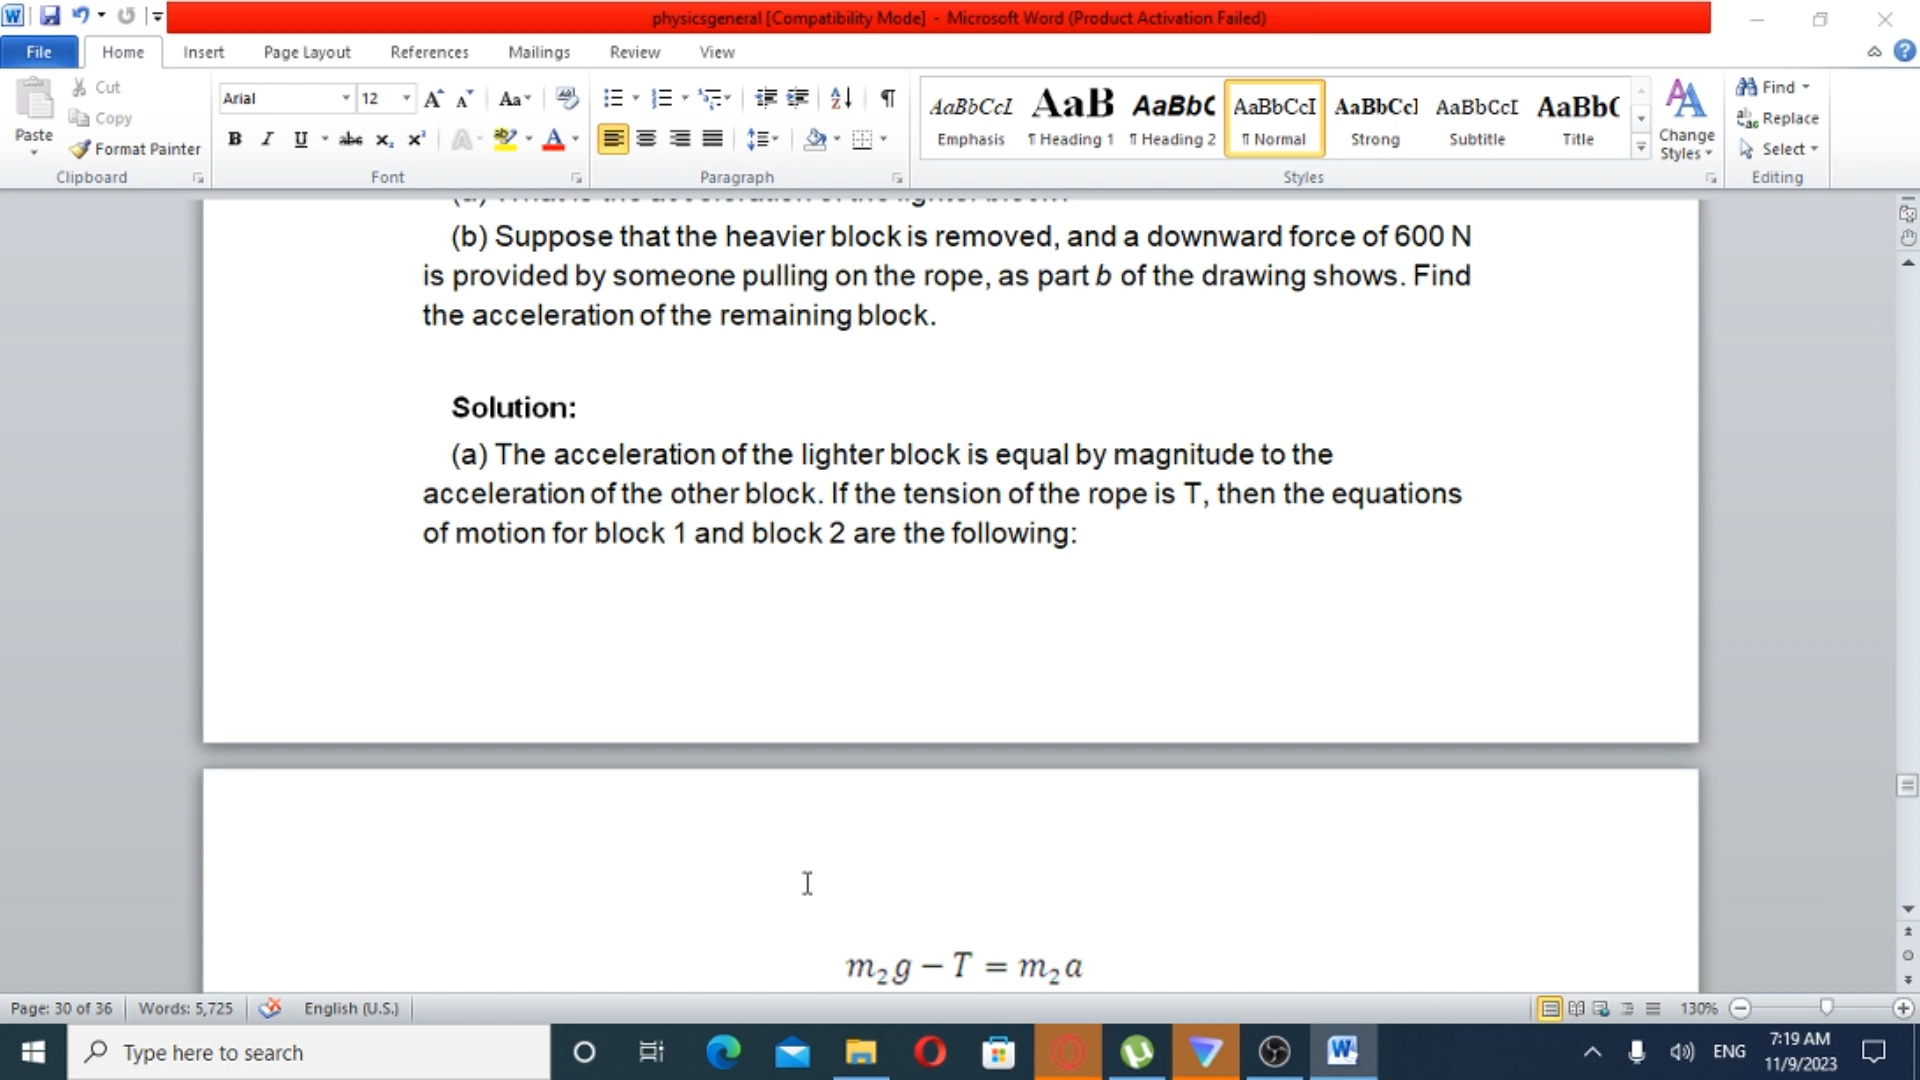 physicsgeneral [Compatibility Mode] - Microsoft Word (Product Activation Failed)
File Home Insert Page Layout References Mailings Review View
Paste
Cut
Copy
Format Painter
Clipboard
Arial 12
Font
Paragraph
AaBbCcI AaB AaBbC AaBbCcI AaBbCcI AaBbCcI AaBb(
Emphasis ¶ Heading 1 ¶ Heading 2 ¶ Normal Strong Subtitle Title
Change Styles
Styles
Find
Replace
Select
Editing
(b) Suppose that the heavier block is removed, and a downward force of 600 N
is provided by someone pulling on the rope, as part b of the drawing shows. Find
the acceleration of the remaining block.
Solution:
(a) The acceleration of the lighter block is equal by magnitude to the
acceleration of the other block. If the tension of the rope is T, then the equations
of motion for block 1 and block 2 are the following:
m₂g − T = m₂a
Page: 30 of 36 Words: 5,725 English (U.S.) 130%
Type here to search
ENG
7:19 AM
11/9/2023